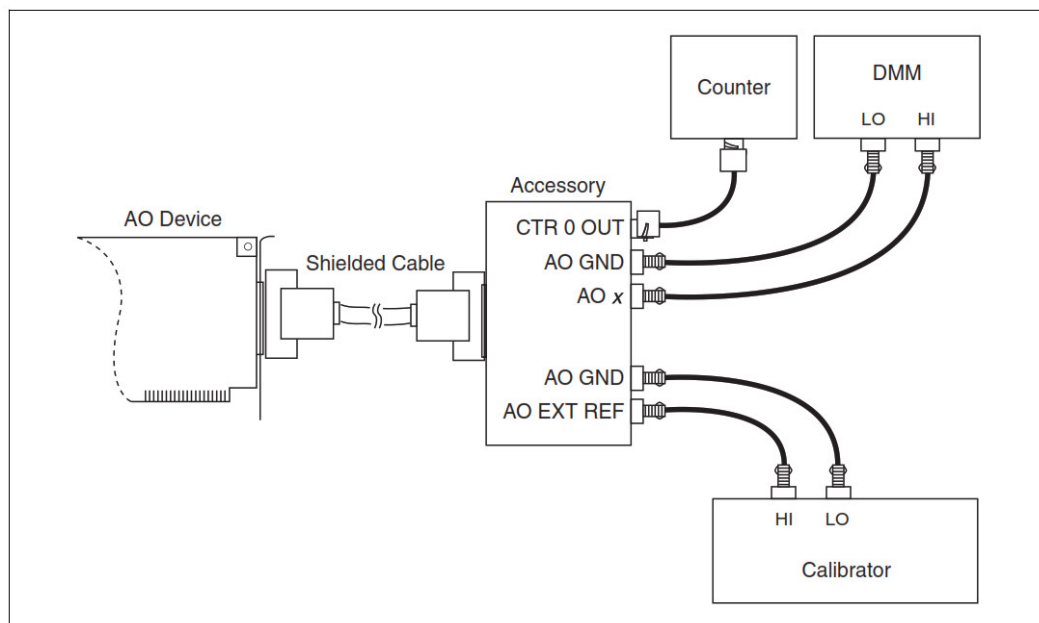 Counter
DMM
LO HI
Accessory
AO Device
CTR 0 OUT
Shielded Cable
AO GND
AO x
AO GND
AO EXT REF
HI LO
Calibrator